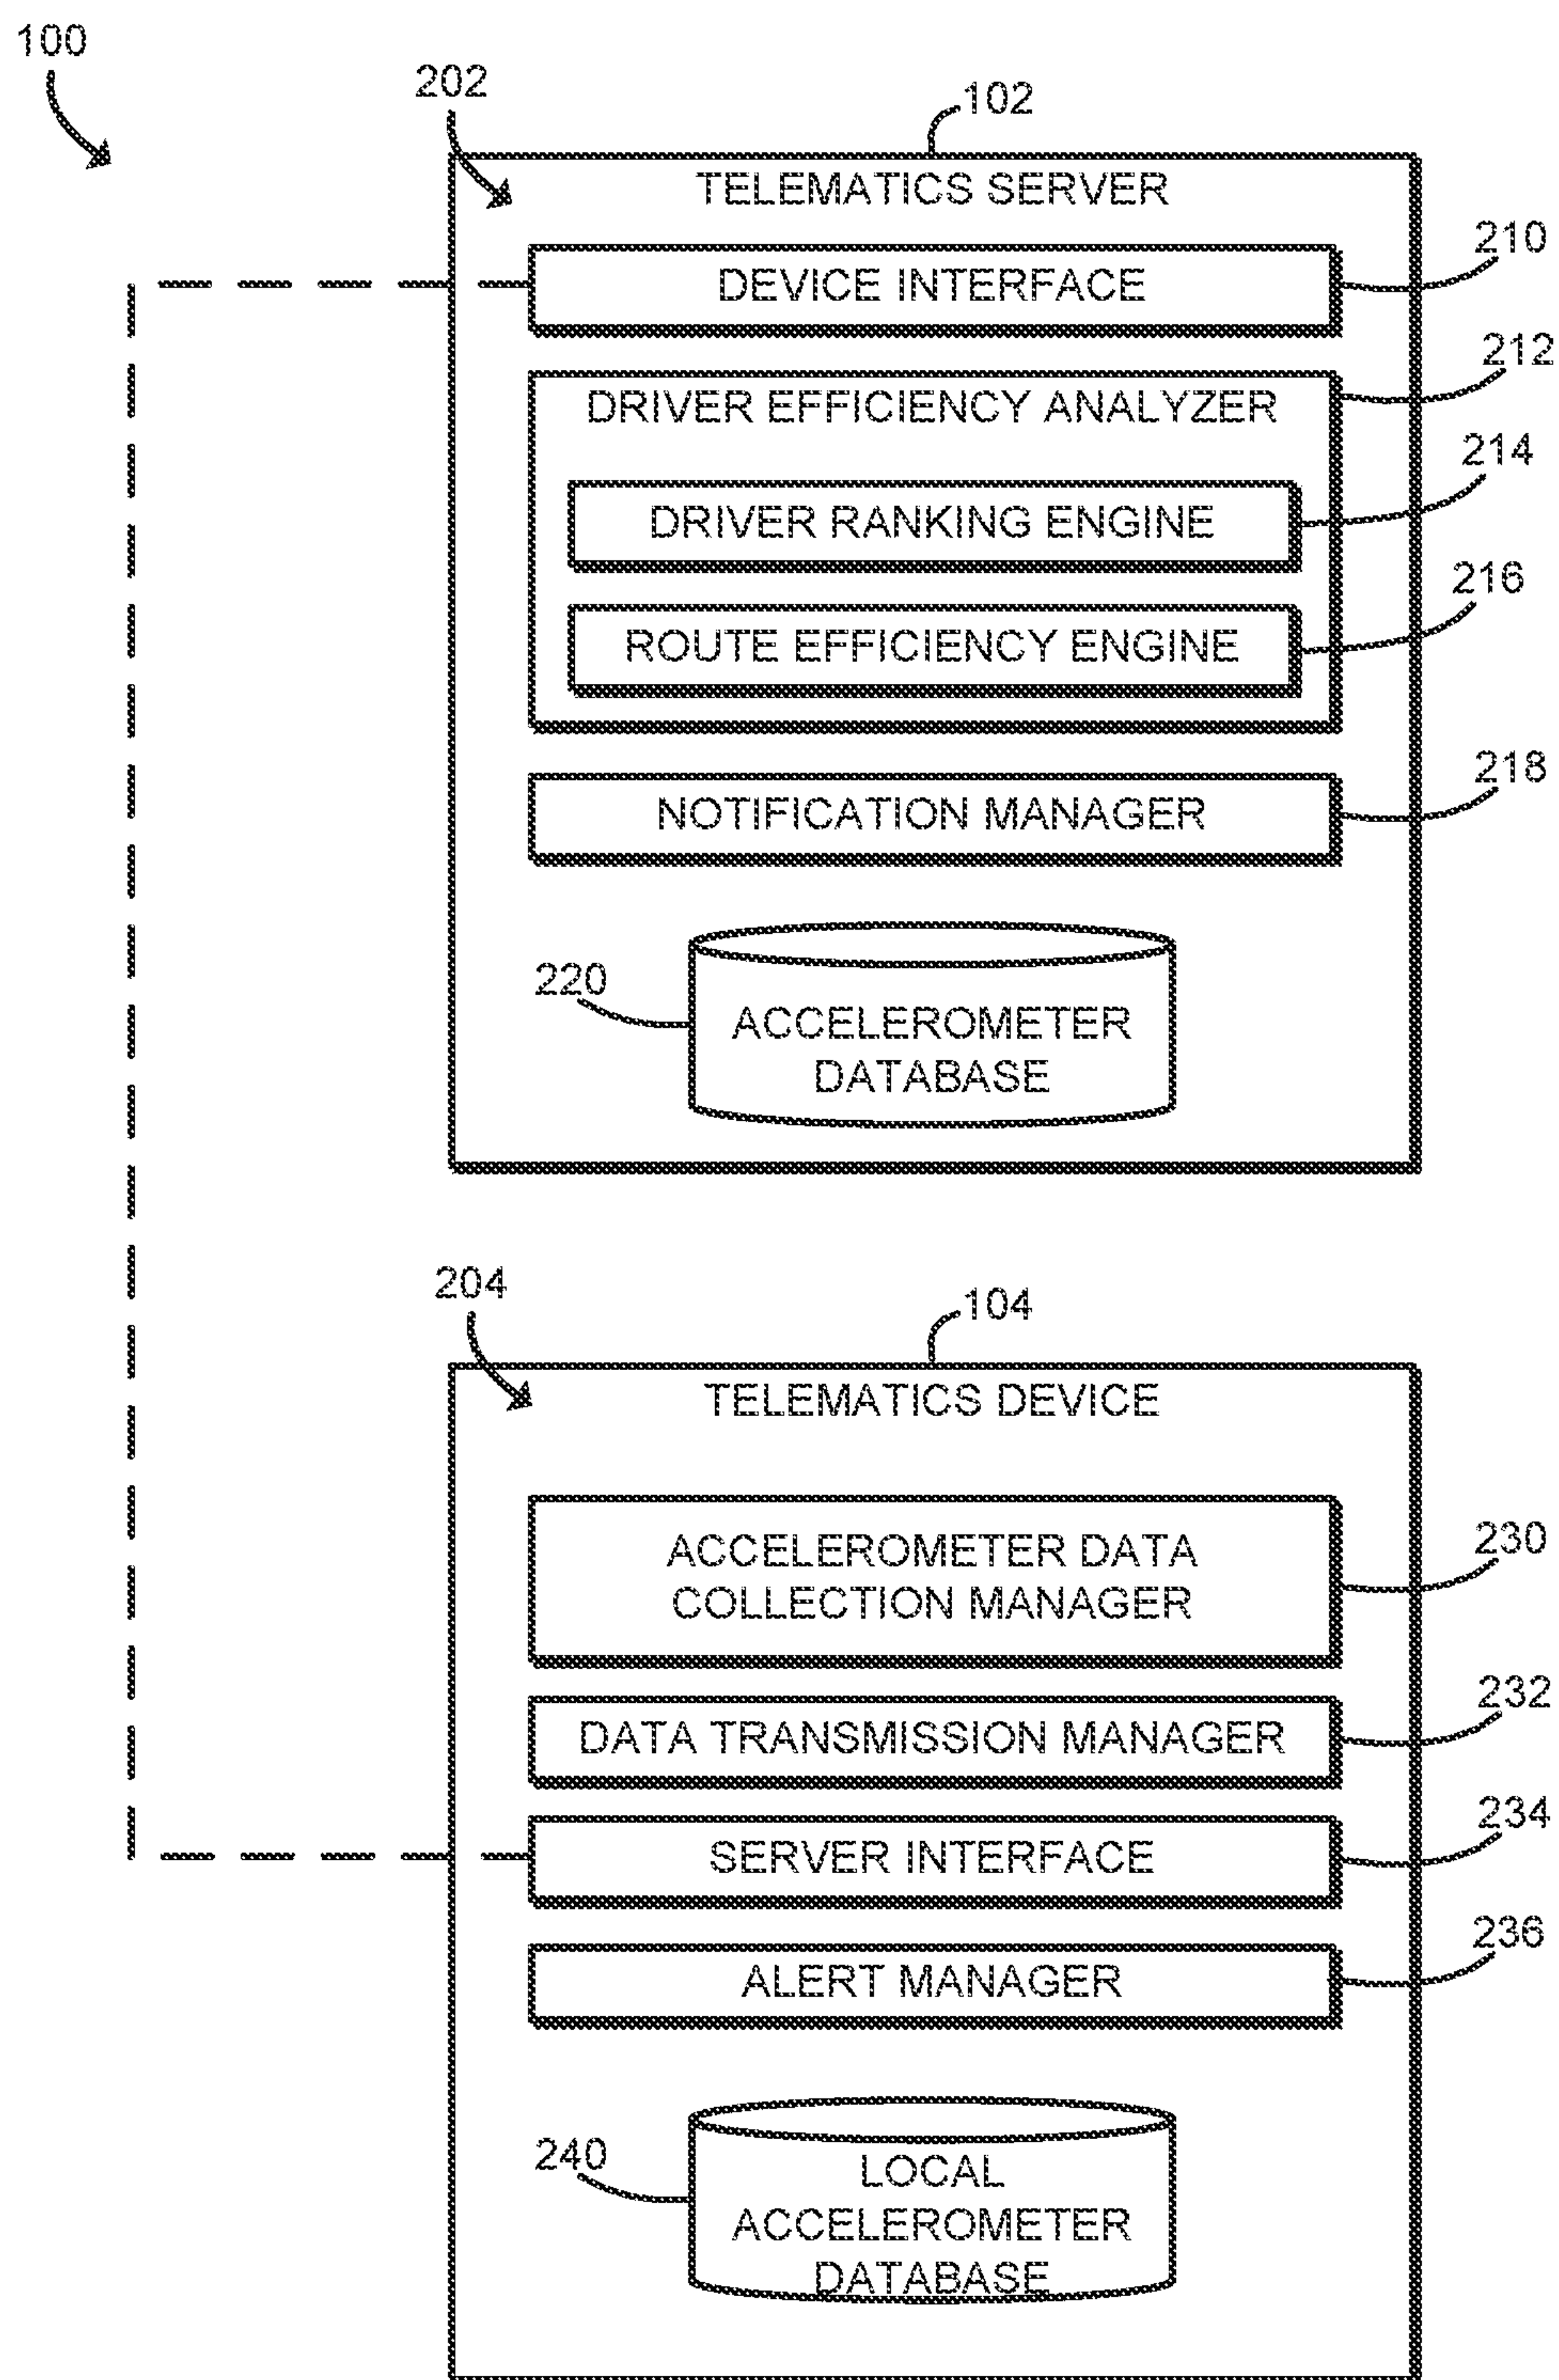 100
202
102
TELEMATICS SERVER
210
DEVICE INTERFACE
212
DRIVER EFFICIENCY ANALYZER
214
DRIVER RANKING ENGINE
216
ROUTE EFFICIENCY ENGINE
218
NOTIFICATION MANAGER
220
ACCELEROMETER
DATABASE
204
104
TELEMATICS DEVICE
230
ACCELEROMETER DATA
COLLECTION MANAGER
232
DATA TRANSMISSION MANAGER
234
SERVER INTERFACE
236
ALERT MANAGER
240
LOCAL
ACCELEROMETER
DATABASE